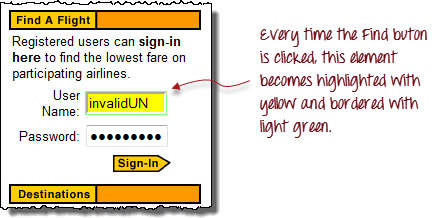 Find A Flight
Registered users can sign-in
here to find the lowest fare on
participating airlines.
User
Name:
invalidUN
Password:
●●●●●●●●●
Sign-In
Destinations
Every time the Find buton
is clicked, this element
becomes highlighted with
yellow and bordered with
light green.